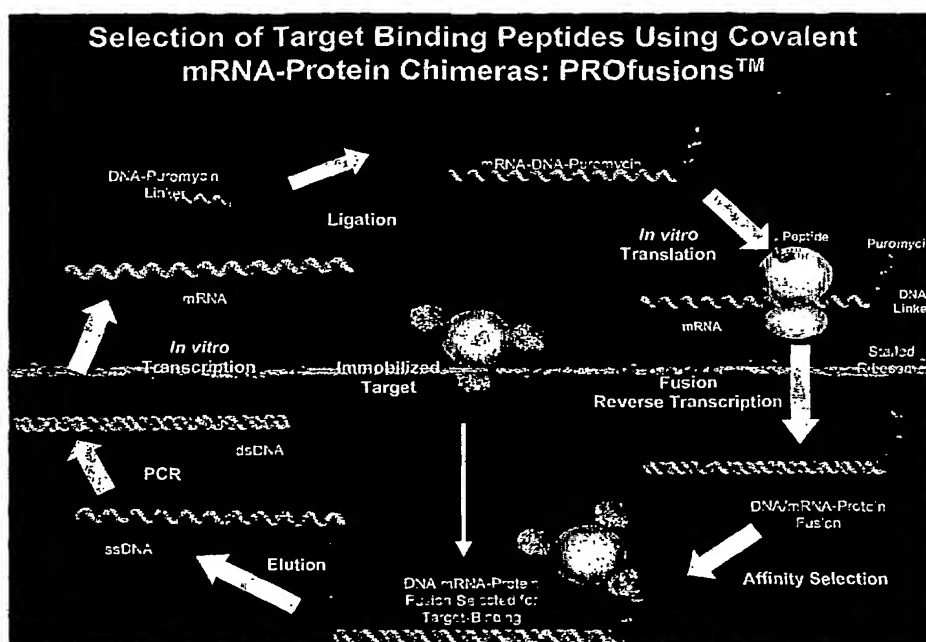 Selection of Target Binding Peptides Using Covalent
mRNA-Protein Chimeras: PROfusions™
DNA-Puromycin
Linker
Ligation
mRNA-DNA-Puromycin
In vitro
Translation
Peptide
Puromycin
DNA
Linker
mRNA
mRNA
In vitro
Transcription
Immobilized
Target
Stalled
Ribosome
Fusion
Reverse Transcription
dsDNA
PCR
ssDNA
Elution
DNA mRNA-Protein
Fusion Selected for
Target-Binding
DNA/mRNA-Protein
Fusion
Affinity Selection